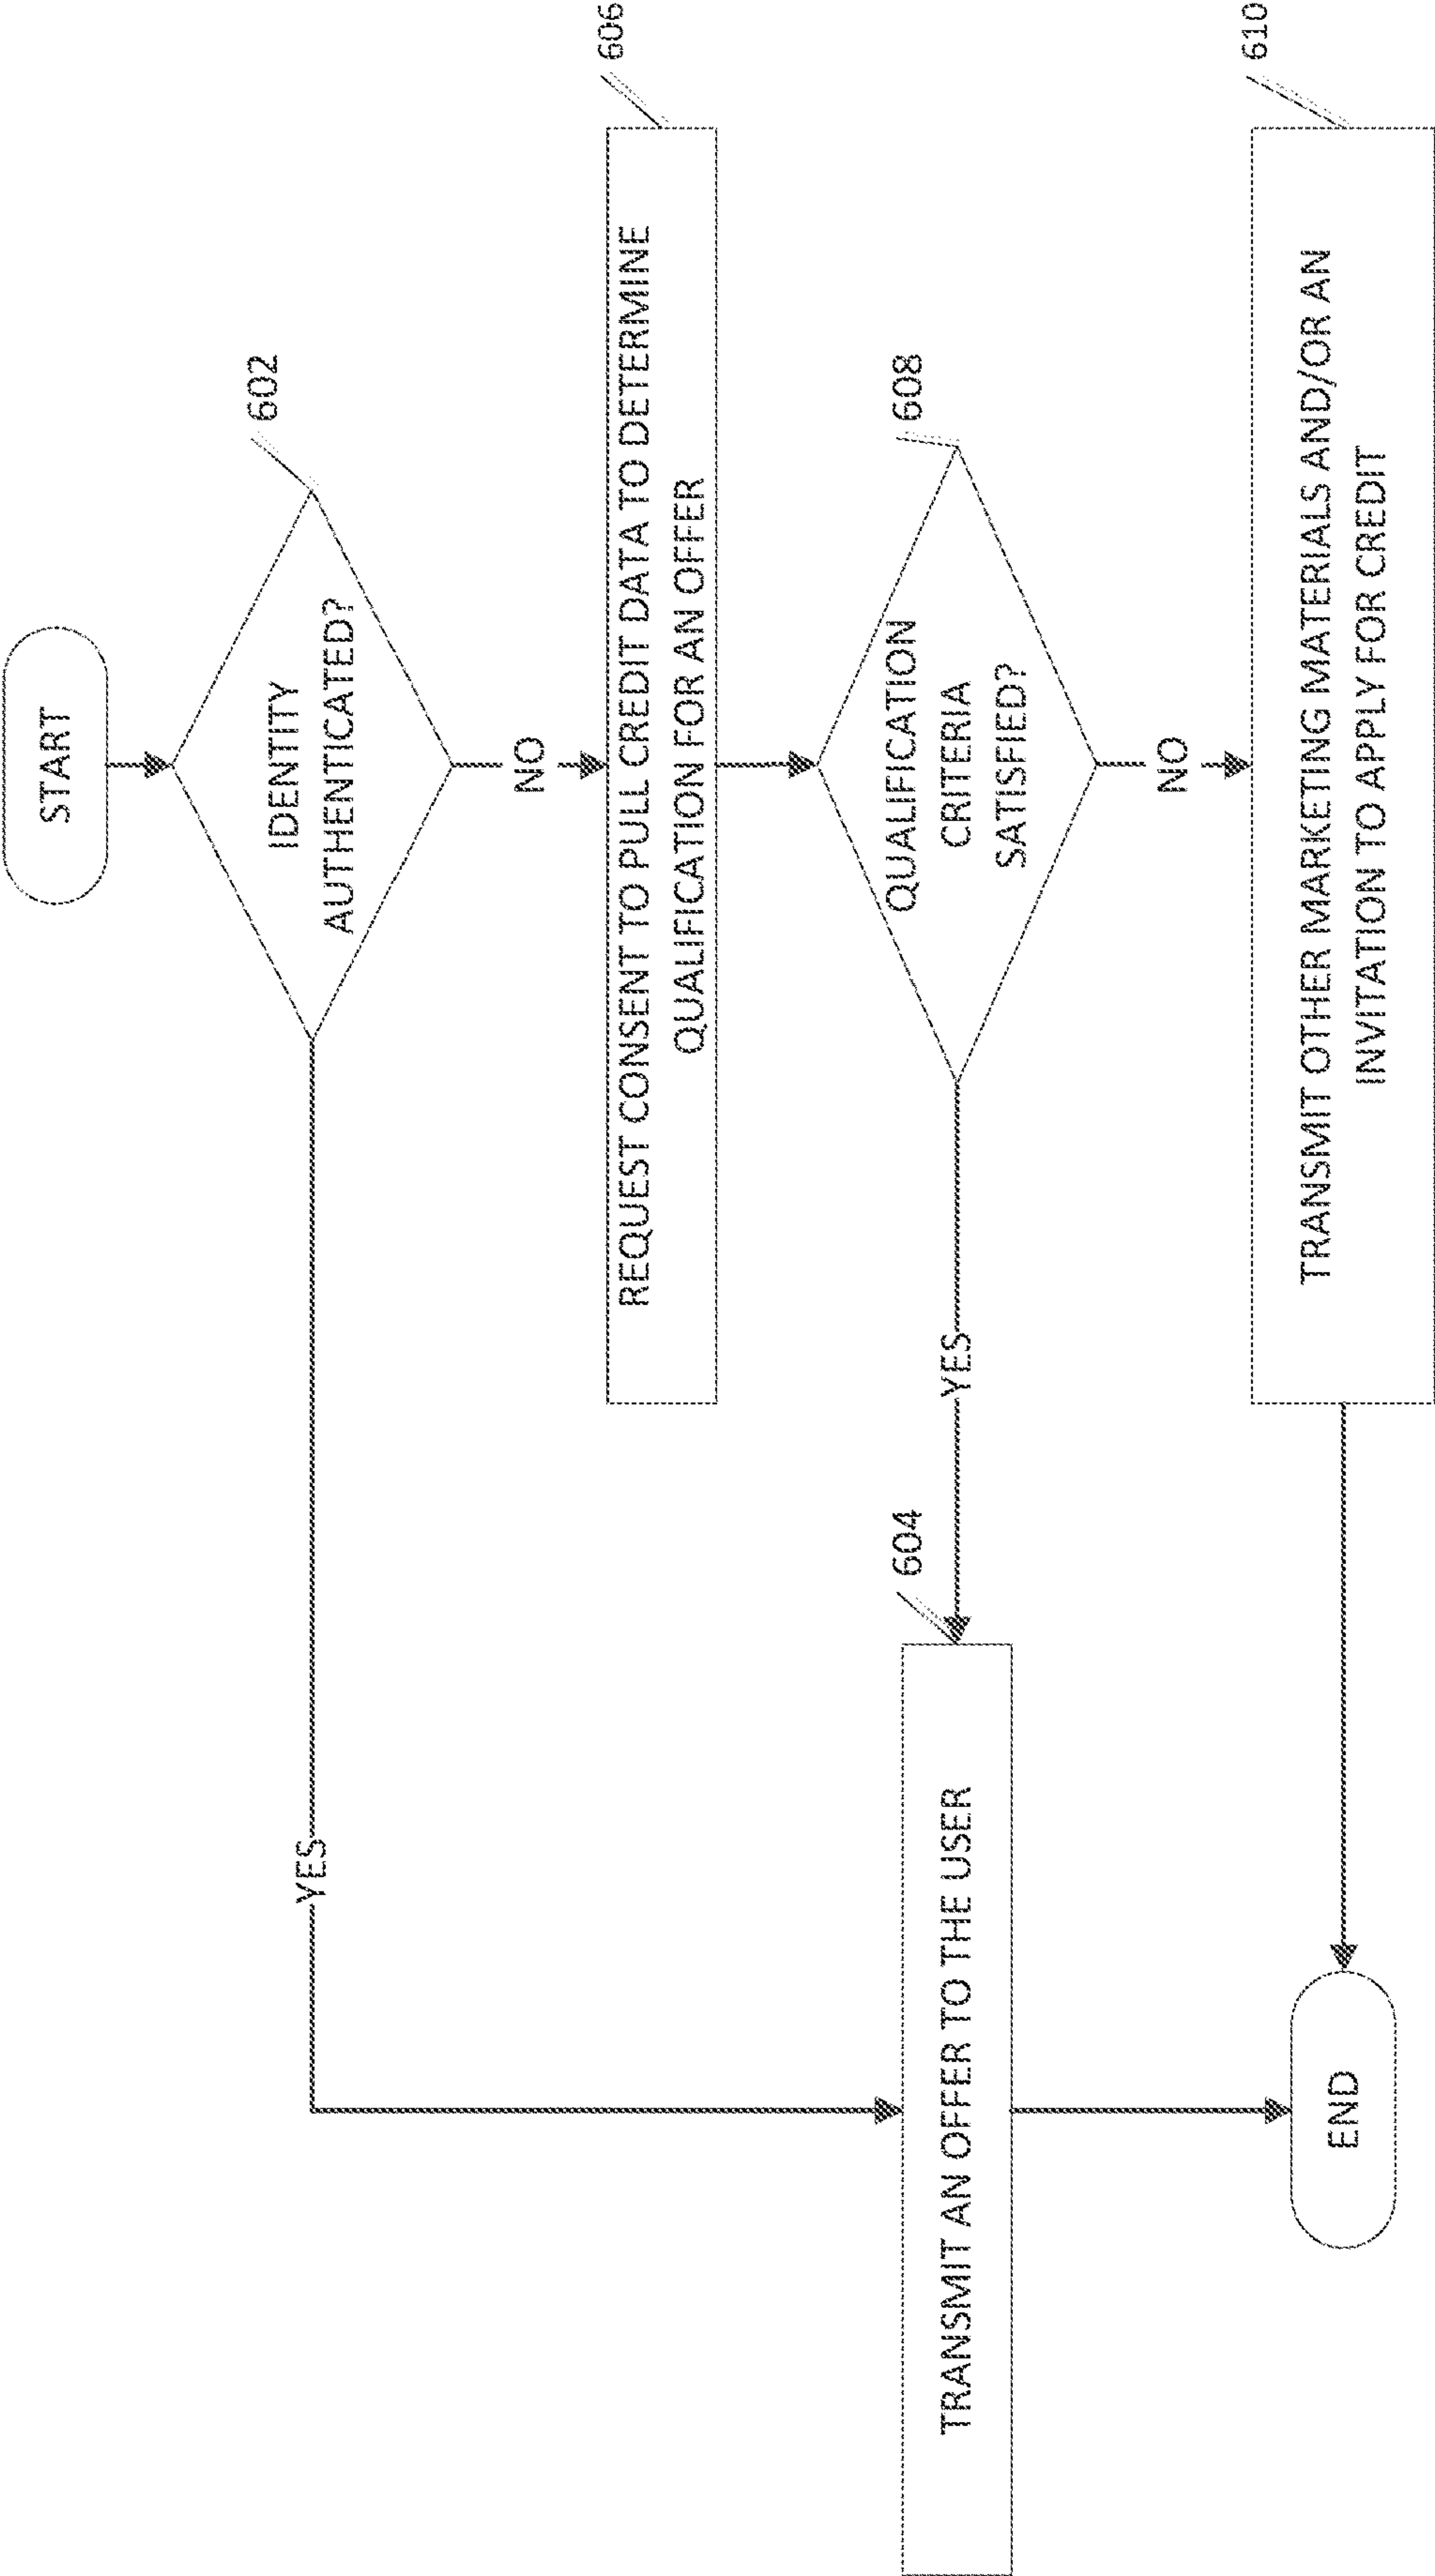 START
602
IDENTITY
AUTHENTICATED?
YES
NO
606
REQUEST CONSENT TO PULL CREDIT DATA TO DETERMINE
QUALIFICATION FOR AN OFFER
608
QUALIFICATION
CRITERIA
SATISFIED?
YES
604
TRANSMIT AN OFFER TO THE USER
NO
610
TRANSMIT OTHER MARKETING MATERIALS AND/OR AN
INVITATION TO APPLY FOR CREDIT
END